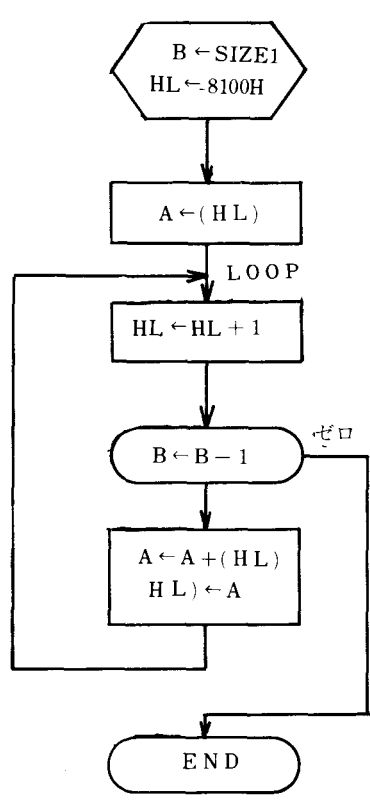 B←SIZE1
HL←8100H
A←(HL)
LOOP
HL←HL+1
ゼロ
B←B-1
A←A+(HL)
HL)←A
END